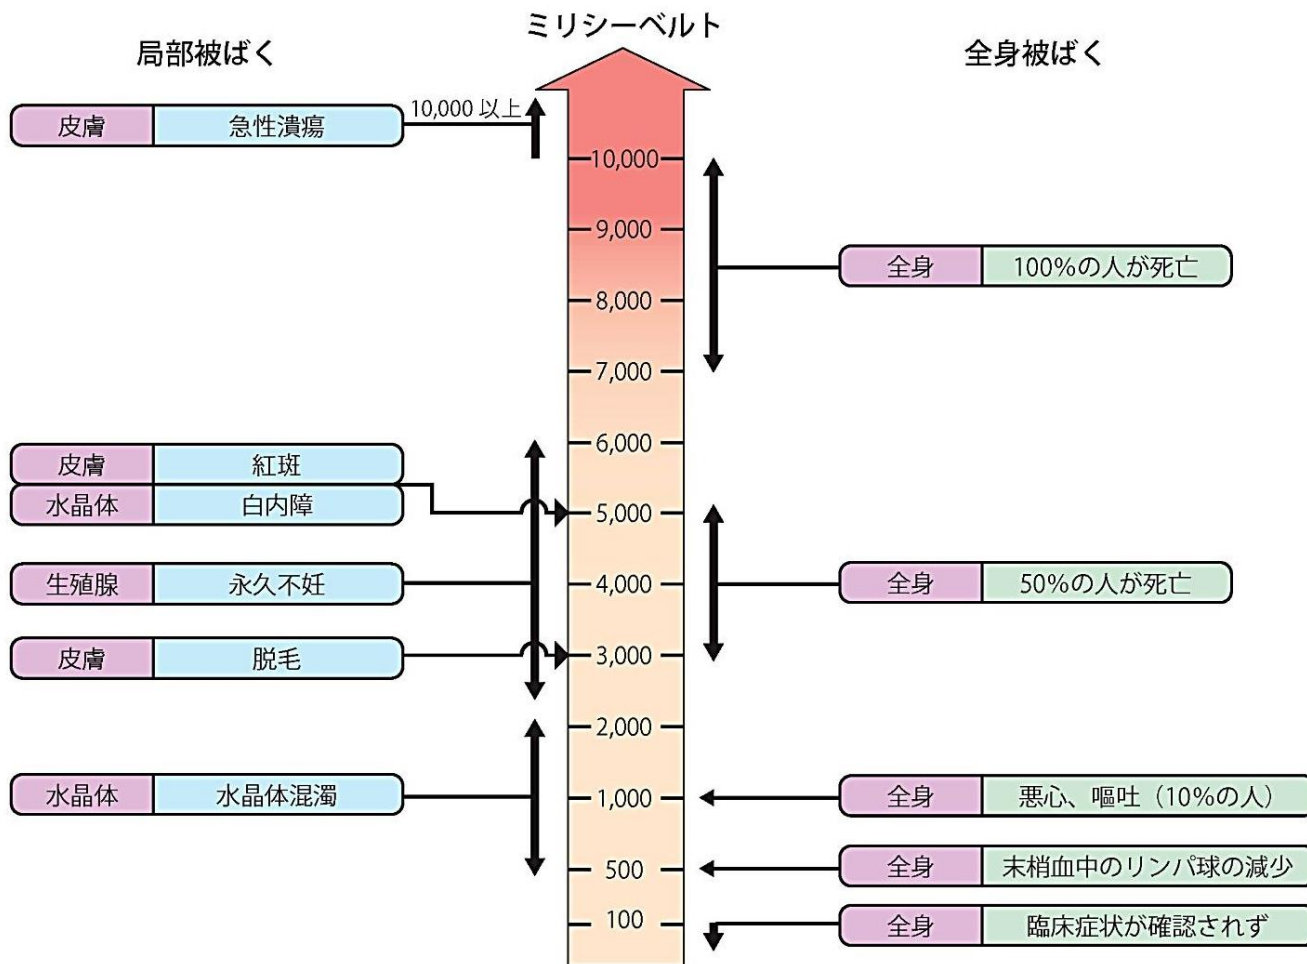 ミリシーベルト
局部被ばく
全身被ばく
皮膚 急性潰瘍
10,000 以上
10,000
9,000
全身 100%の人が死亡
8,000
7,000
6,000
皮膚 紅斑
水晶体 白内障
5,000
生殖腺 永久不妊
4,000
全身 50%の人が死亡
皮膚 脱毛
3,000
2,000
水晶体 水晶体混濁
1,000
全身 悪心、嘔吐（10%の人）
500
全身 末梢血中のリンパ球の減少
100
全身 臨床症状が確認されず